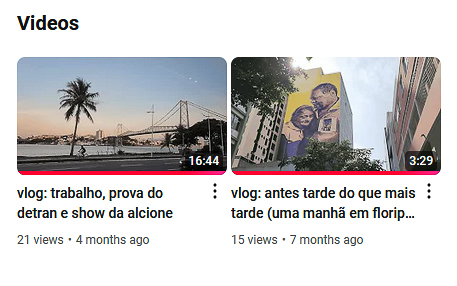 Videos
16:44
3:29
vlog: trabalho, prova do
detran e show da alcione
21 views • 4 months ago
vlog: antes tarde do que mais
tarde (uma manhã em florip...
15 views • 7 months ago